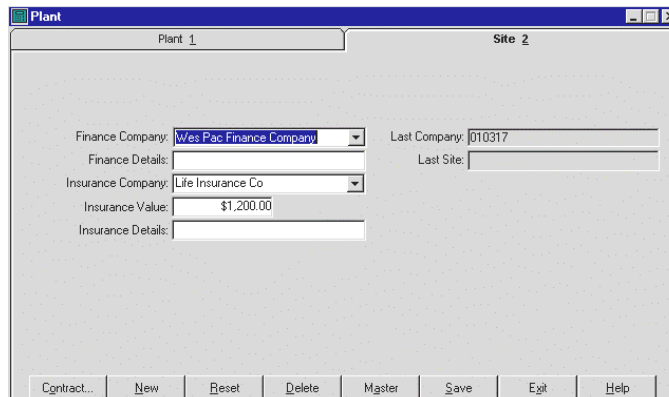 Plant
Plant 1
Site 2
Finance Company: Wes Pac Finance Company
Last Company: 010317
Finance Details:
Last Site:
Insurance Company: Life Insurance Co
Insurance Value: $1,200.00
Insurance Details:
Contract... New Reset Delete Master Save Exit Help